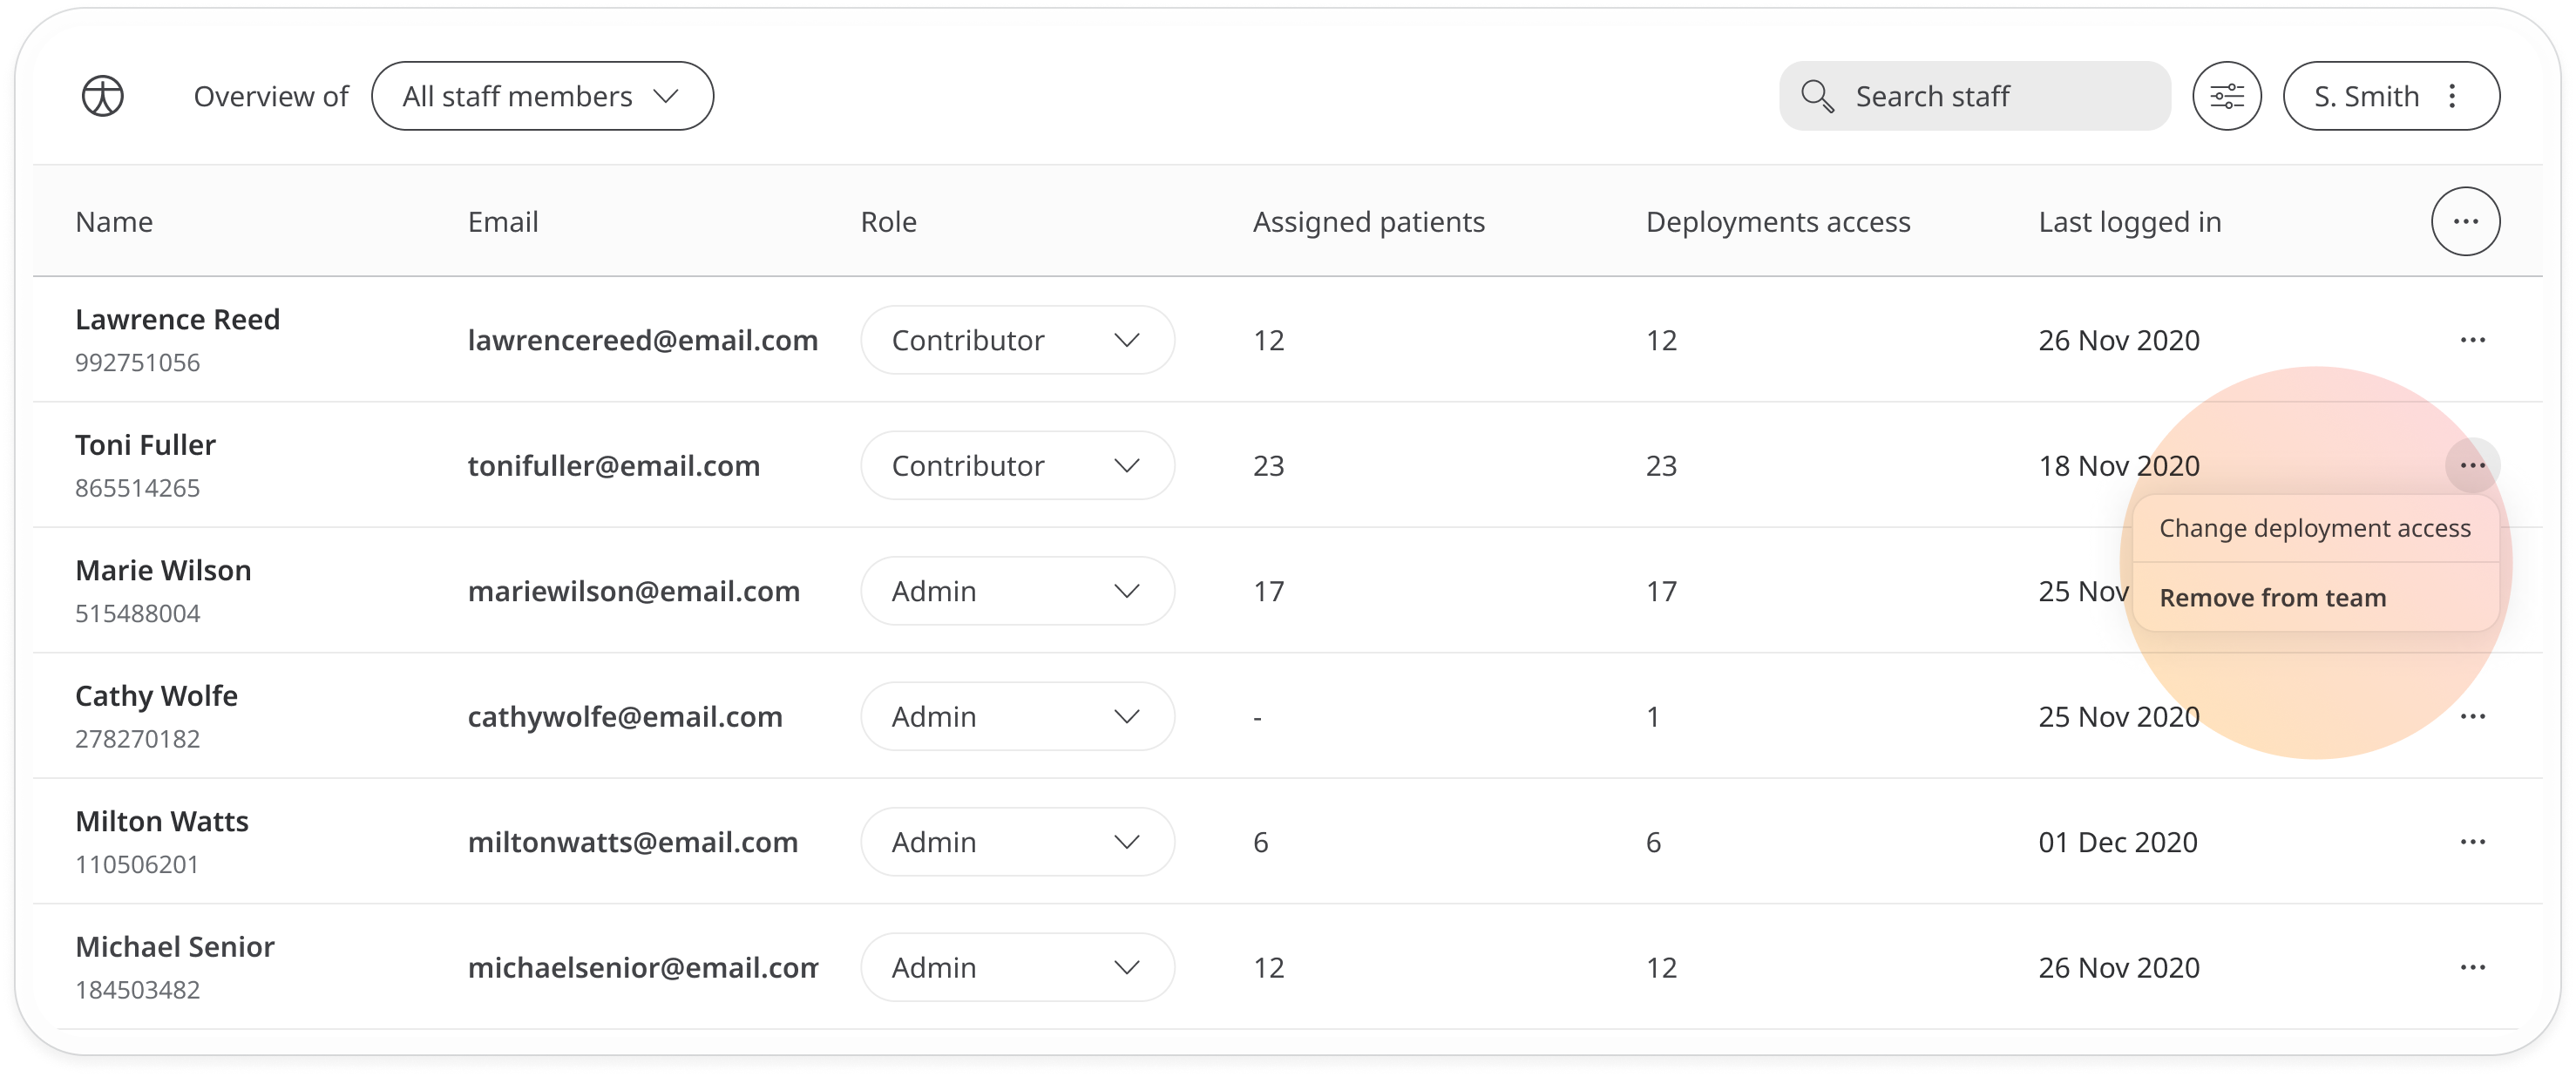 Overview of All staff members Search staff S. Smith
Name Email Role Assigned patients Deployments access Last logged in
Lawrence Reed
992751056
lawrencereed@email.com Contributor 12 12 26 Nov 2020
Toni Fuller
865514265
tonifuller@email.com Contributor 23 23 18 Nov 2020
Change deployment access
Remove from team
Marie Wilson
515488004
mariewilson@email.com Admin 17 17 25 Nov
Cathy Wolfe
278270182
cathywolfe@email.com Admin - 1 25 Nov 2020
Milton Watts
110506201
miltonwatts@email.com Admin 6 6 01 Dec 2020
Michael Senior
184503482
michaelsenior@email.com Admin 12 12 26 Nov 2020